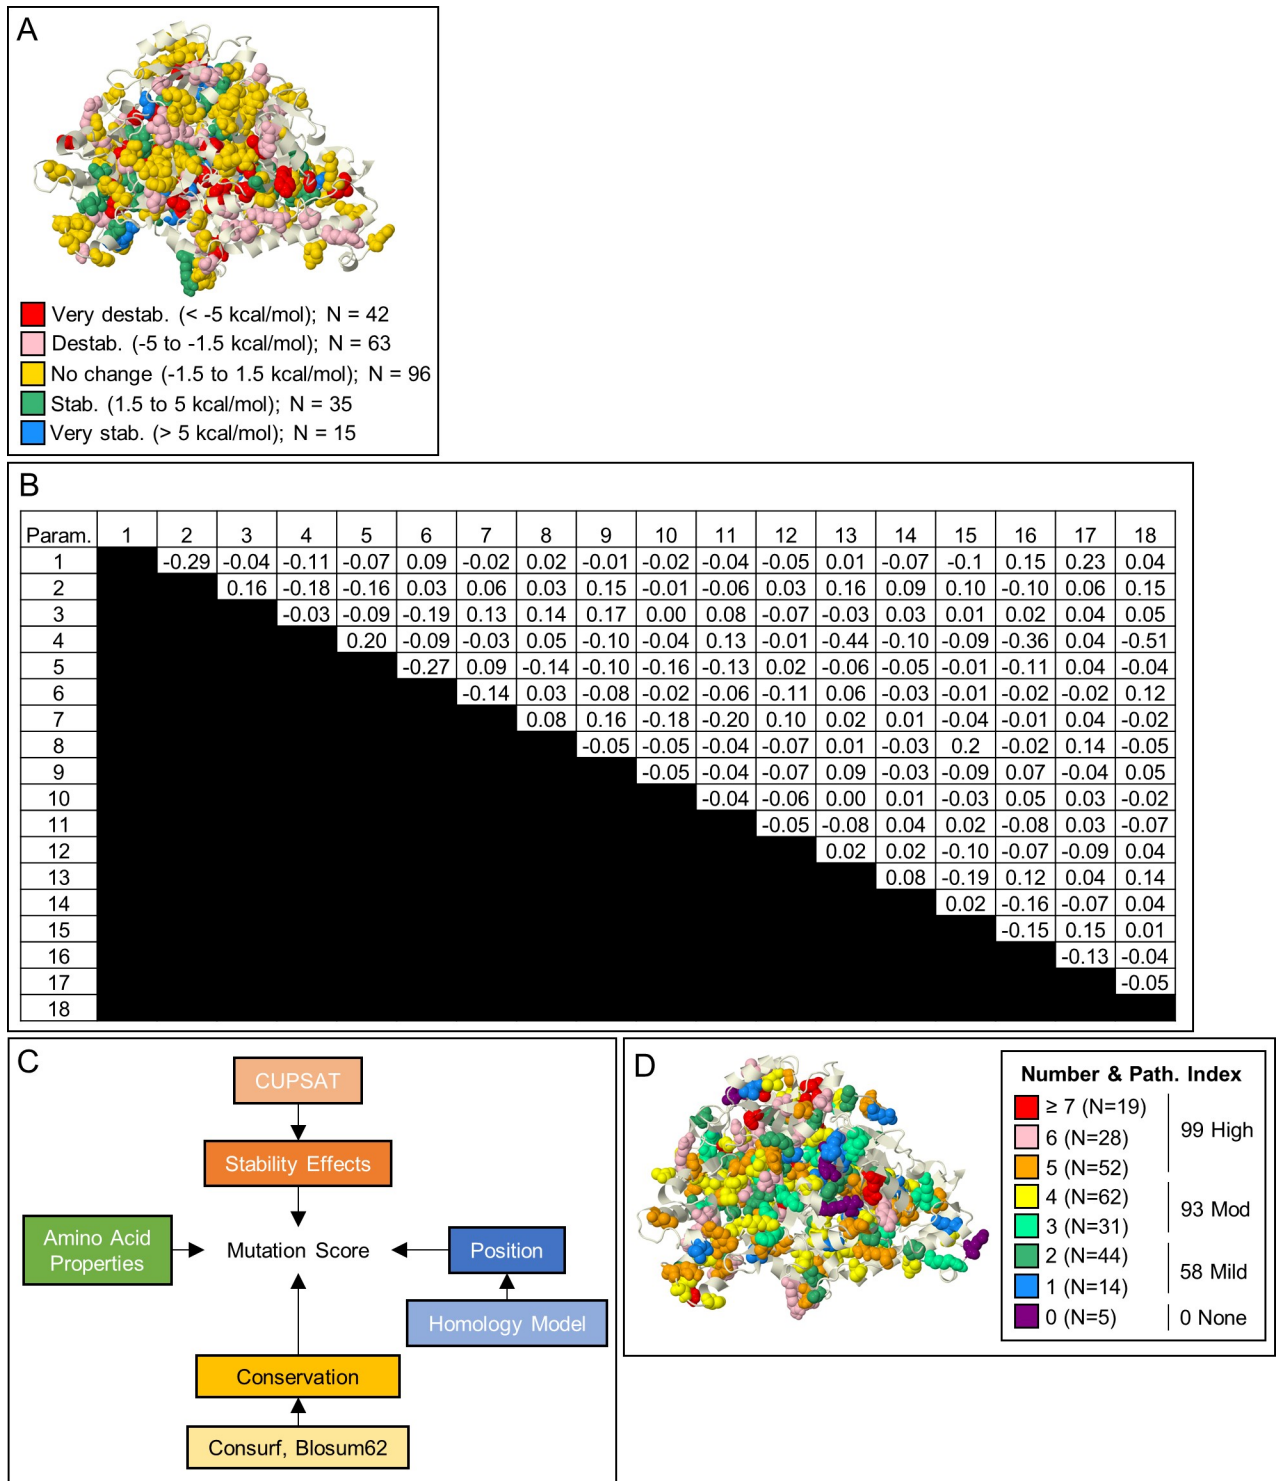 A
Very destab. (< -5 kcal/mol); N = 42
Destab. (-5 to -1.5 kcal/mol); N = 63
No change (-1.5 to 1.5 kcal/mol); N = 96
Stab. (1.5 to 5 kcal/mol); N = 35
Very stab. (> 5 kcal/mol); N = 15
B
Param. 1 2 3 4 5 6 7 8 9 10 11 12 13 14 15 16 17 18
1 -0.29 -0.04 -0.11 -0.07 0.09 -0.02 0.02 -0.01 -0.02 -0.04 -0.05 0.01 -0.07 -0.1 0.15 0.23 0.04
2 0.16 -0.18 -0.16 0.03 0.06 0.03 0.15 -0.01 -0.06 0.03 0.16 0.09 0.10 -0.10 0.06 0.15
3 -0.03 -0.09 -0.19 0.13 0.14 0.17 0.00 0.08 -0.07 -0.03 0.03 0.01 0.02 0.04 0.05
4 0.20 -0.09 -0.03 0.05 -0.10 -0.04 0.13 -0.01 -0.44 -0.10 -0.09 -0.36 0.04 -0.51
5 -0.27 0.09 -0.14 -0.10 -0.16 -0.13 0.02 -0.06 -0.05 -0.01 -0.11 0.04 -0.04
6 -0.14 0.03 -0.08 -0.02 -0.06 -0.11 0.06 -0.03 -0.01 -0.02 -0.02 0.12
7 0.08 0.16 -0.18 -0.20 0.10 0.02 0.01 -0.04 -0.01 0.04 -0.02
8 -0.05 -0.05 -0.04 -0.07 0.01 -0.03 0.2 -0.02 0.14 -0.05
9 -0.05 -0.04 -0.07 0.09 -0.03 -0.09 0.07 -0.04 0.05
10 -0.04 -0.06 0.00 0.01 -0.03 0.05 0.03 -0.02
11 -0.05 -0.08 0.04 0.02 -0.08 0.03 -0.07
12 0.02 0.02 -0.10 -0.07 -0.09 0.04
13 0.08 -0.19 0.12 0.04 0.14
14 0.02 -0.16 -0.07 0.04
15 -0.15 0.15 0.01
16 -0.13 -0.04
17 -0.05
18
C
CUPSAT
Stability Effects
Amino Acid
Properties
Mutation Score
Position
Homology Model
Conservation
Consurf, Blosum62
D
Number & Path. Index
≥ 7 (N=19)
6 (N=28)
5 (N=52)
99 High
4 (N=62)
3 (N=31)
93 Mod
2 (N=44)
1 (N=14)
58 Mild
0 (N=5)
0 None